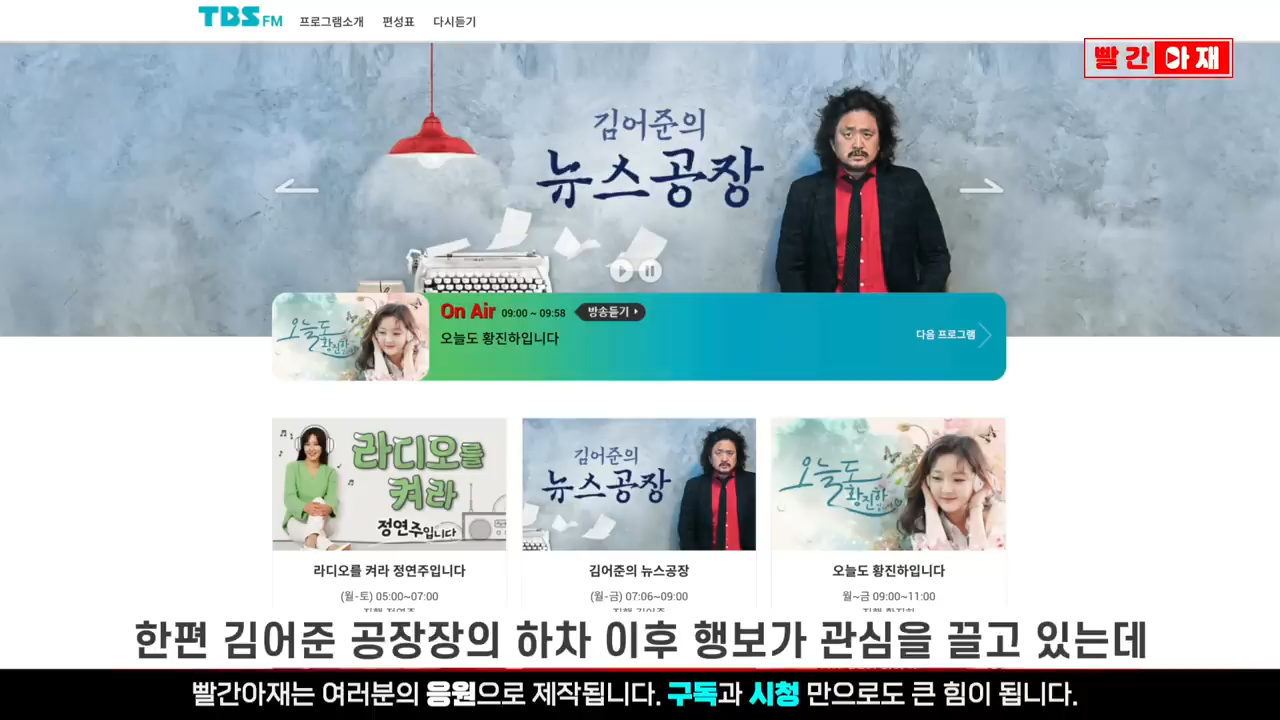 TBS FM 프로그램소개 편성표 다시듣기
빨간아재
김어준의
뉴스공장
오늘도
황진하
On Air 09:00 ~ 09:58 방송듣기
오늘도 황진하입니다
다음 프로그램
라디오를
켜라
정연주입니다
김어준의
뉴스공장
오늘도
황진하
라디오를 켜라 정연주입니다
(월-토) 05:00~07:00
김어준의 뉴스공장
(월-금) 07:06~09:00
오늘도 황진하입니다
월~금 09:00~11:00
한편 김어준 공장장의 하차 이후 행보가 관심을 끌고 있는데
빨간아재는 여러분의 응원으로 제작됩니다. 구독과 시청 만으로도 큰 힘이 됩니다.